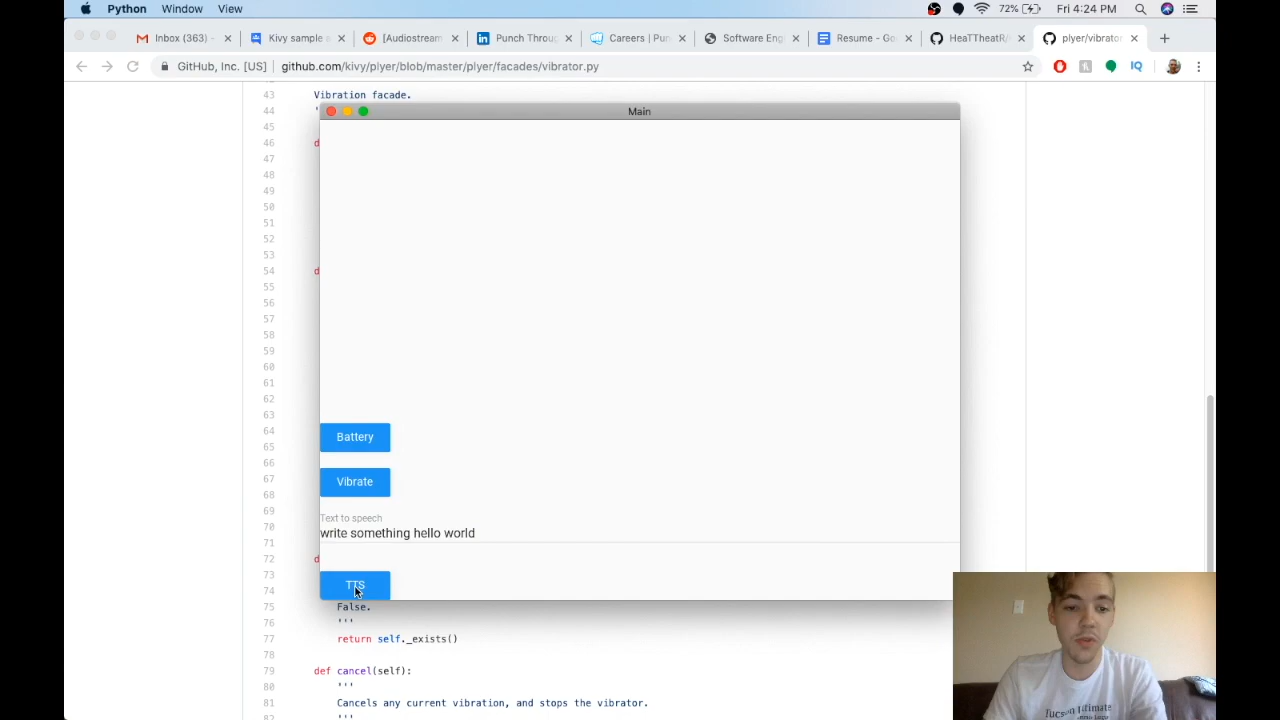 Python Window View 72% Fri 4:24 PM
Inbox (363) - Kivy sample [Audiostream Punch Throu Careers | Pun Software Eng Resume - Go HeaTTheatR/ plyer/vibrator
GitHub, Inc. [US] github.com/kivy/plyer/blob/master/plyer/facades/vibrator.py
IQ
43 Vibration facade.
44
Main
45
46 d
47
48
49
50
51
52
53
54 d
55
56
57
58
59
60
61
62
63
64
Battery
65
66
67
Vibrate
68
69
Text to speech
70
write something hello world
71
72 d
73
TTS
74
75 False.
76 '''
77 return self._exists()
78
79 def cancel(self):
80 '''
81 Cancels any current vibration, and stops the vibrator.
82 '''